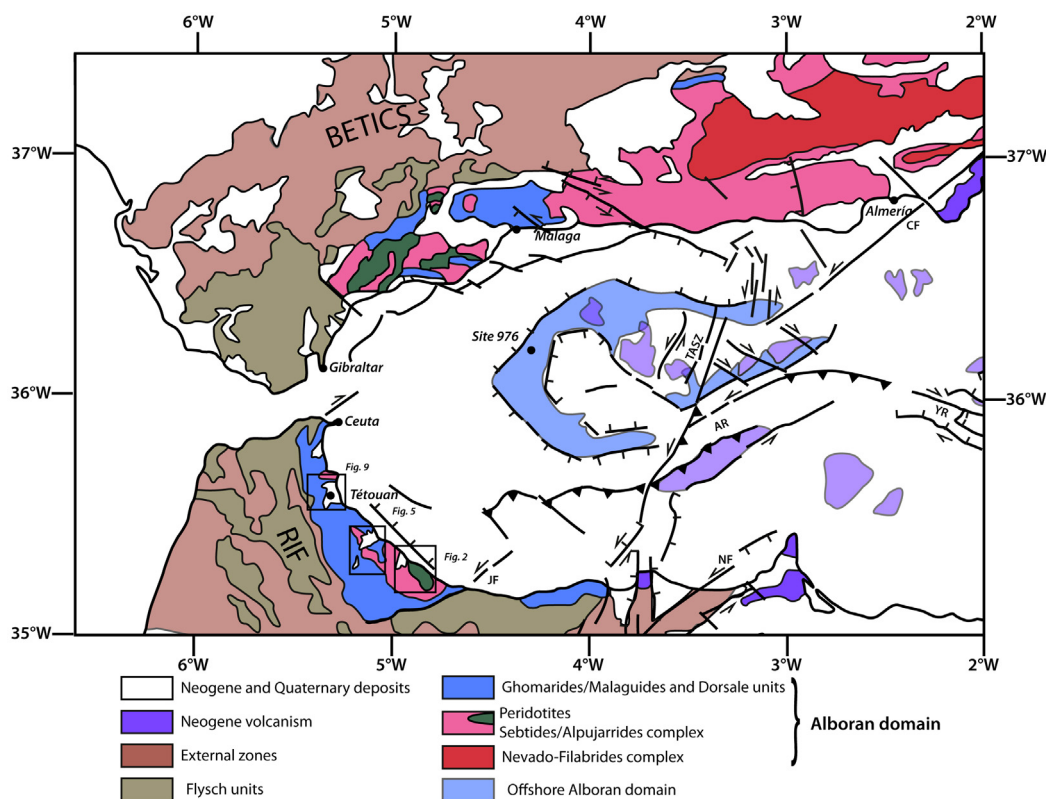 6°W 5°W 4°W 3°W 2°W
BETICS
37°W 37°W
Almería
CF
Malaga
Site 976
TASZ
Gibraltar
36°W 36°W
YR
AR
Ceuta
Fig. 9
Tétouan
Fig. 5
RIF
Fig. 2
NF
JF
35°W 35°W
6°W 5°W 4°W 3°W 2°W
Neogene and Quaternary deposits
Neogene volcanism
External zones
Flysch units
Ghomarides/Malaguides and Dorsale units
Peridotites
Sebtides/Alpujarrides complex
Nevado-Filabrides complex
Offshore Alboran domain
Alboran domain